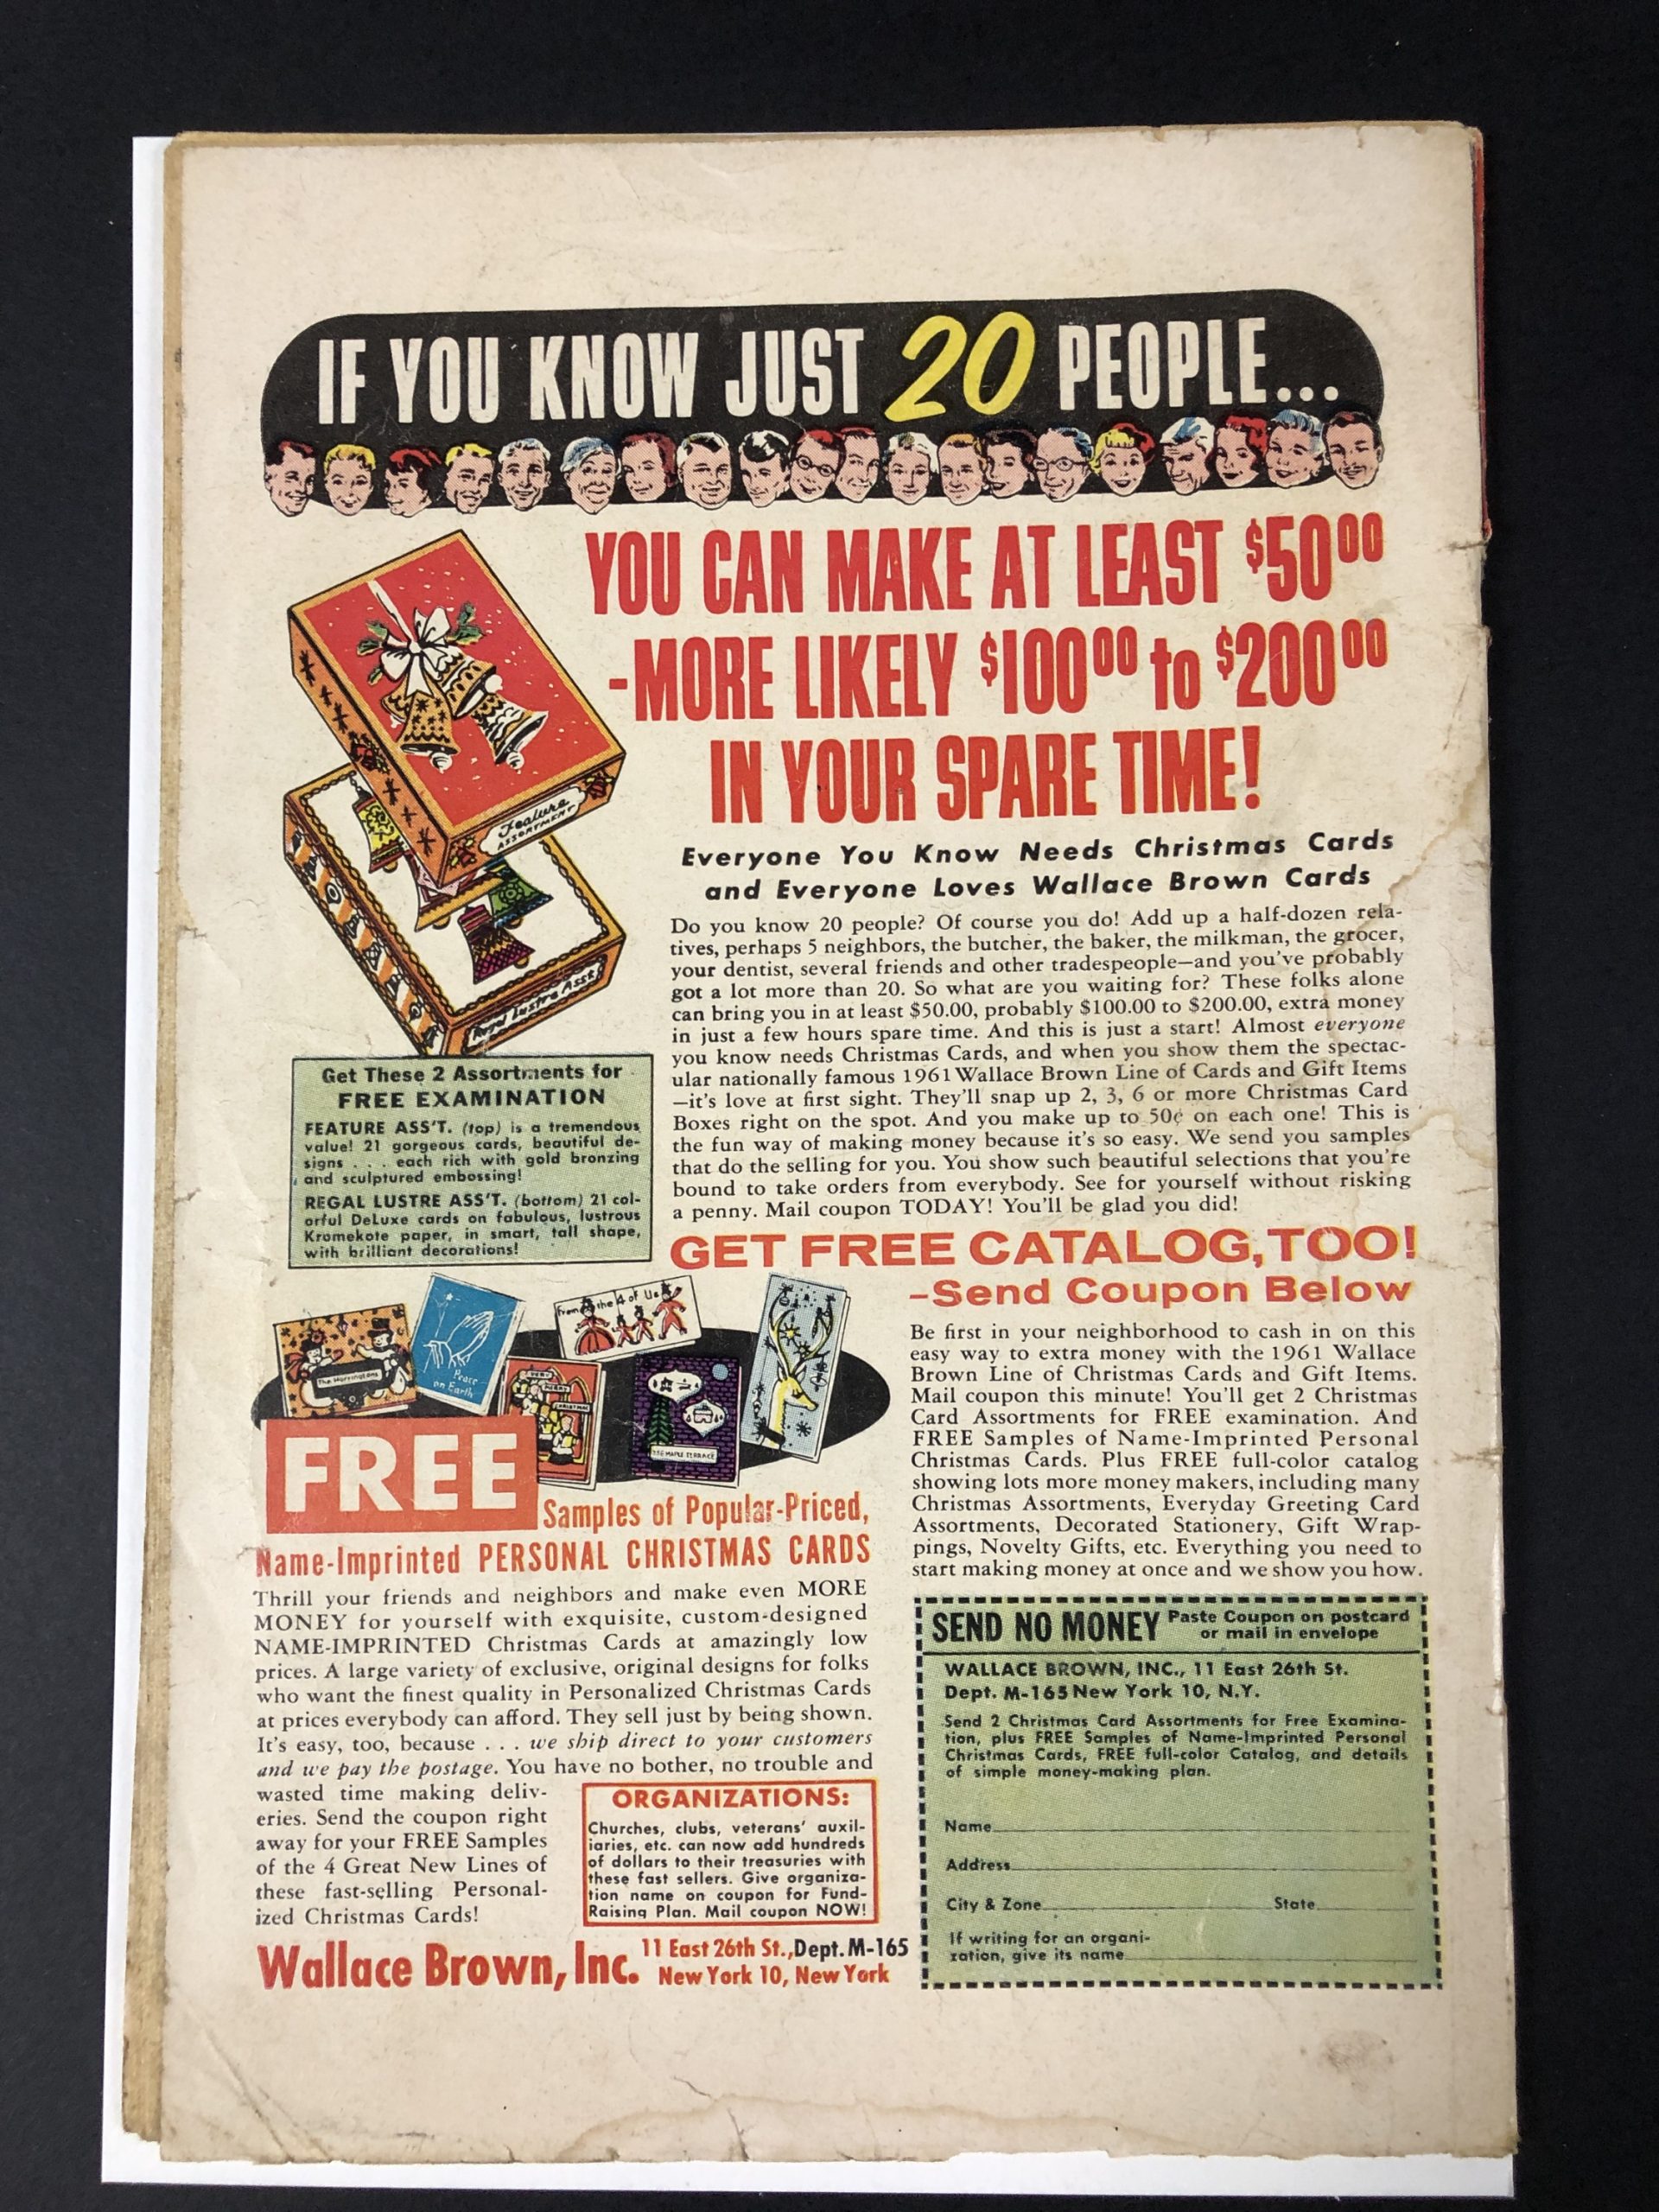 IF YOU KNOW JUST 20 PEOPLE...
YOU CAN MAKE AT LEAST $5000
-MORE LIKELY $10000 to $20000
IN YOUR SPARE TIME!
Feature
ASSORTMENT
Regal Lustre Asst
Everyone You Know Needs Christmas Cards
and Everyone Loves Wallace Brown Cards
Do you know 20 people? Of course you do! Add up a half-dozen rela-
tives, perhaps 5 neighbors, the butcher, the baker, the milkman, the grocer,
your dentist, several friends and other tradespeople—and you've probably
got a lot more than 20. So what are you waiting for? These folks alone
can bring you in at least $50.00, probably $100.00 to $200.00, extra money
in just a few hours spare time. And this is just a start! Almost everyone
you know needs Christmas Cards, and when you show them the spectac-
ular nationally famous 1961 Wallace Brown Line of Cards and Gift Items
—it's love at first sight. They'll snap up 2, 3, 6 or more Christmas Card
Boxes right on the spot. And you make up to 50¢ on each one! This is
the fun way of making money because it's so easy. We send you samples
that do the selling for you. You show such beautiful selections that you're
bound to take orders from everybody. See for yourself without risking
a penny. Mail coupon TODAY! You'll be glad you did!
Get These 2 Assortments for
FREE EXAMINATION
FEATURE ASS'T. (top) is a tremendous
value! 21 gorgeous cards, beautiful de-
signs . . . each rich with gold bronzing
and sculptured embossing!
REGAL LUSTRE ASS'T. (bottom) 21 col-
orful DeLuxe cards on fabulous, lustrous
Kromekote paper, in smart, tall shape,
with brilliant decorations!
GET FREE CATALOG, TOO!
-Send Coupon Below
Be first in your neighborhood to cash in on this
easy way to extra money with the 1961 Wallace
Brown Line of Christmas Cards and Gift Items.
Mail coupon this minute! You'll get 2 Christmas
Card Assortments for FREE examination. And
FREE Samples of Name-Imprinted Personal
Christmas Cards. Plus FREE full-color catalog
showing lots more money makers, including many
Christmas Assortments, Everyday Greeting Card
Assortments, Decorated Stationery, Gift Wrap-
pings, Novelty Gifts, etc. Everything you need to
start making money at once and we show you how.
The Harringtons
Peace
on Earth
From the 4 of Us
VERY
MERRY
CHRISTMAS
MAPLE TERRACE
FREE
Samples of Popular-Priced,
Name-Imprinted PERSONAL CHRISTMAS CARDS
Thrill your friends and neighbors and make even MORE
MONEY for yourself with exquisite, custom-designed
NAME-IMPRINTED Christmas Cards at amazingly low
prices. A large variety of exclusive, original designs for folks
who want the finest quality in Personalized Christmas Cards
at prices everybody can afford. They sell just by being shown.
It's easy, too, because . . . we ship direct to your customers
and we pay the postage. You have no bother, no trouble and
wasted time making deliv-
eries. Send the coupon right
away for your FREE Samples
of the 4 Great New Lines of
these fast-selling Personal-
ized Christmas Cards!
ORGANIZATIONS:
Churches, clubs, veterans' auxil-
iaries, etc. can now add hundreds
of dollars to their treasuries with
these fast sellers. Give organiza-
tion name on coupon for Fund-
Raising Plan. Mail coupon NOW!
Wallace Brown, Inc.
11 East 26th St., Dept. M-165
New York 10, New York
SEND NO MONEY
Paste Coupon on postcard
or mail in envelope
WALLACE BROWN, INC., 11 East 26th St.
Dept. M-165 New York 10, N.Y.
Send 2 Christmas Card Assortments for Free Examina-
tion, plus FREE Samples of Name-Imprinted Personal
Christmas Cards, FREE full-color Catalog, and details
of simple money-making plan.
Name
Address
City & Zone State
If writing for an organi-
zation, give its name